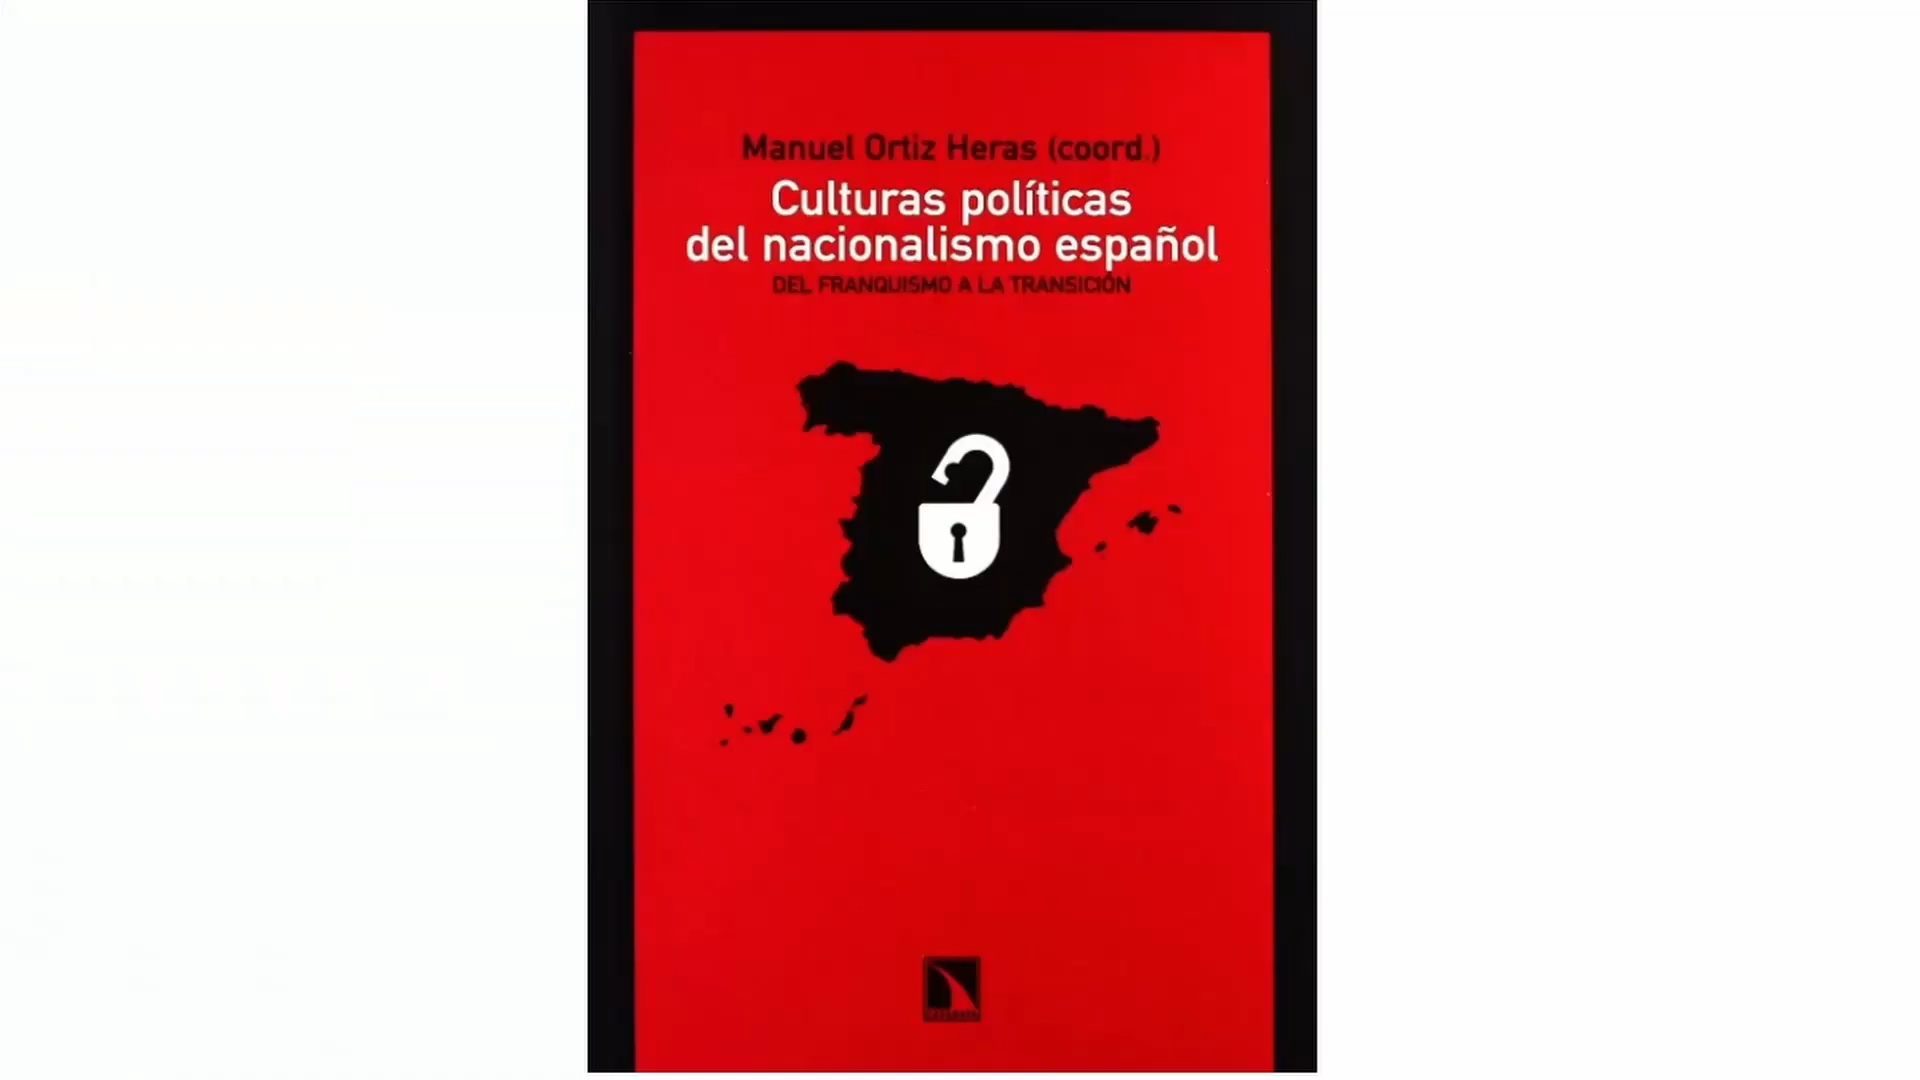 Manuel Ortiz Heras (coord.)
Culturas políticas
del nacionalismo español
DEL FRANQUISMO A LA TRANSICIÓN